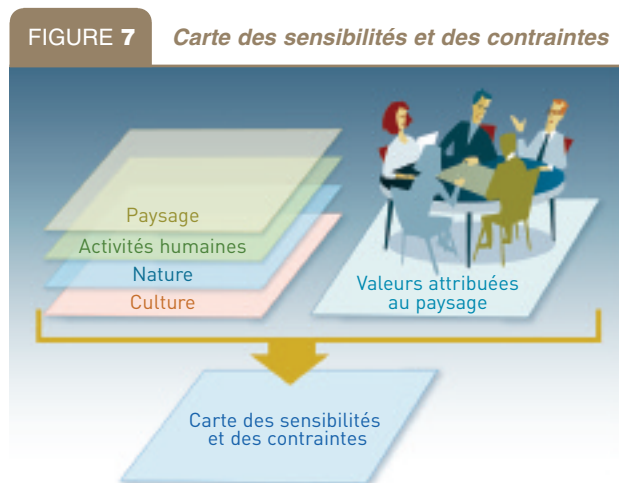 FIGURE 7 Carte des sensibilités et des contraintes
Paysage
Activités humaines
Nature
Culture
Valeurs attribuées
au paysage
Carte des sensibilités
et des contraintes